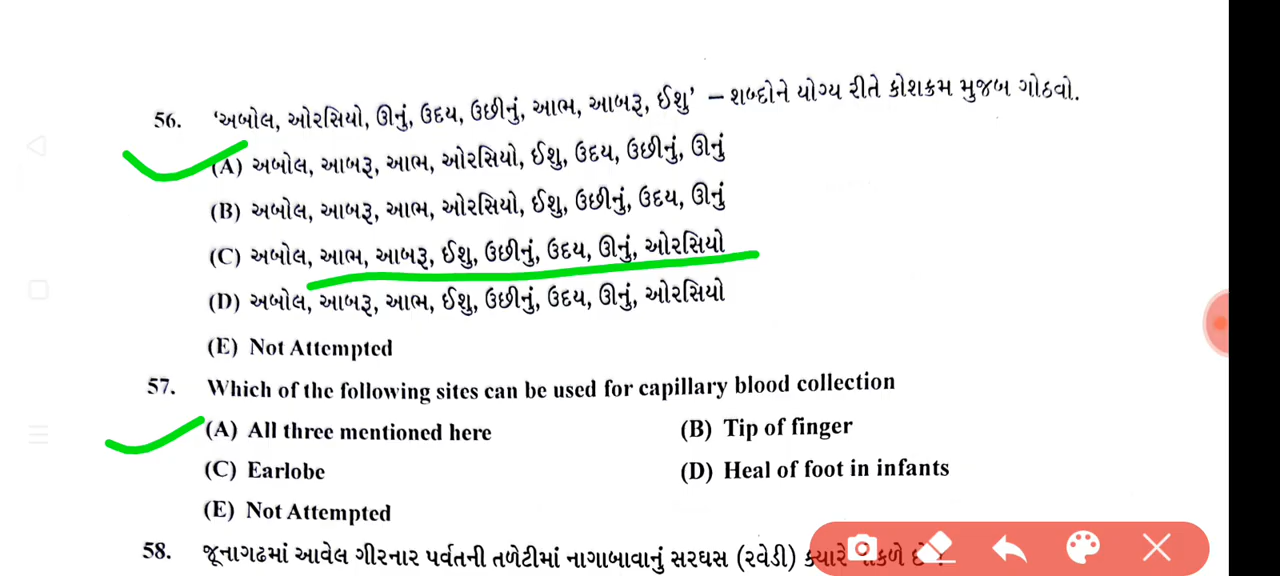 56. 'અબોલ, ઓરસિયો, ઊનું, ઉદય, ઉછીનું, આભ, આબરૂ, ઈશુ' – શબ્દોને યોગ્ય રીતે કોશક્રમ મુજબ ગોઠવો.
(A) અબોલ, આબરૂ, આભ, ઓરસિયો, ઈશુ, ઉદય, ઉછીનું, ઊનું
(B) અબોલ, આબરૂ, આભ, ઓરસિયો, ઈશુ, ઉછીનું, ઉદય, ઊનું
(C) અબોલ, આભ, આબરૂ, ઈશુ, ઉછીનું, ઉદય, ઊનું, ઓરસિયો
(D) અબોલ, આબરૂ, આભ, ઈશુ, ઉછીનું, ઉદય, ઊનું, ઓરસિયો
(E) Not Attempted
57. Which of the following sites can be used for capillary blood collection
(A) All three mentioned here (B) Tip of finger
(C) Earlobe (D) Heal of foot in infants
(E) Not Attempted
58. જૂનાગઢમાં આવેલ ગીરનાર પર્વતની તળેટીમાં નાગાબાવાનું સરઘસ (રવેડી) ક્યારે